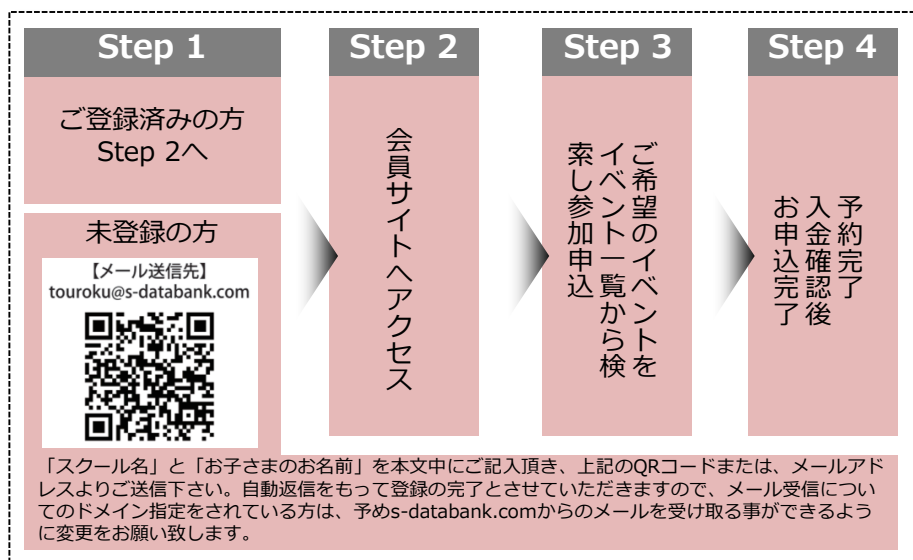 Step 1
ご登録済みの方
Step 2へ
未登録の方
【メール送信先】
touroku@s-databank.com
Step 2
会員サイトへアクセス
Step 3
ご希望のイベントを
イベント一覧から検
索し参加申込
Step 4
予約完了
入金確認後
お申込完了
「スクール名」と「お子さまのお名前」を本文中にご記入頂き、上記のQRコードまたは、メールアド
レスよりご送信下さい。自動返信をもって登録の完了とさせていただきますので、メール受信につい
てのドメイン指定をされている方は、予めs-databank.comからのメールを受け取る事ができるよう
に変更をお願い致します。